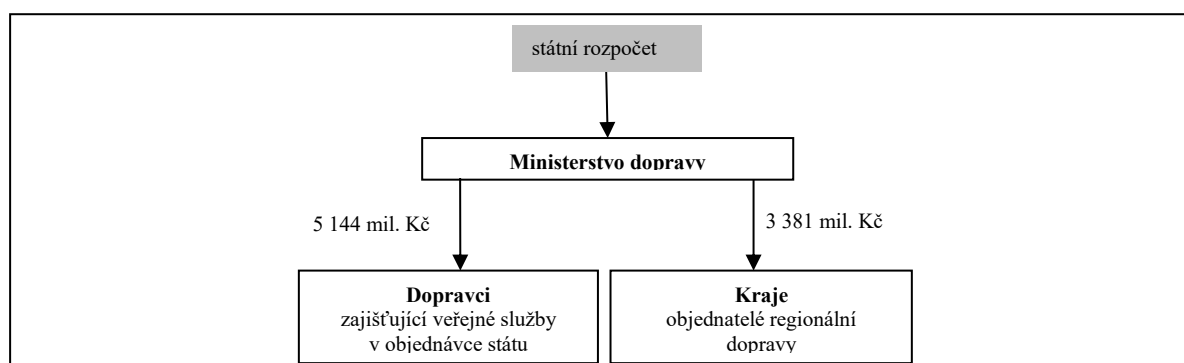 státní rozpočet
Ministerstvo dopravy
5 144 mil. Kč
3 381 mil. Kč
Dopravci
zajišťující veřejné služby
v objednávce státu
Kraje
objednatelé regionální
dopravy